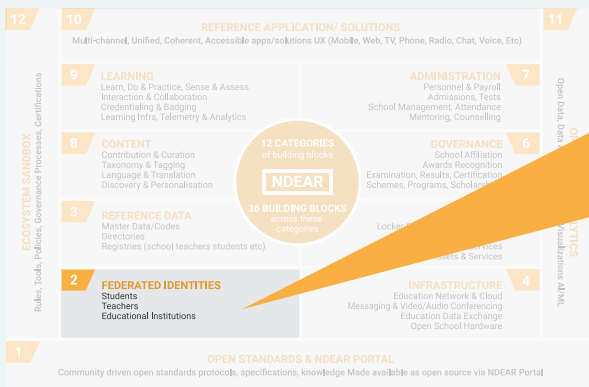 12
10
REFERENCE APPLICATION/ SOLUTIONS
Multi-channel, Unified, Coherent, Accessible apps/solutions UX (Mobile, Web, TV, Phone, Radio, Chat, Voice, Etc)
11
9
LEARNING
Learn, Do & Practice, Sense & Assess
Interaction & Collaboration
Credentialing & Badging
Learning Infra, Telemetry & Analytics
ADMINISTRATION
7
Personnel & Payroll
Admissions, Tests
School Management, Attendance
Mentoring, Counselling
8
CONTENT
Contribution & Curation
Taxonomy & Tagging
Language & Translation
Discovery & Personalisation
12 CATEGORIES
of building blocks
NDEAR
36 BUILDING BLOCKS
across these
categories
GOVERNANCE
6
School Affiliation
Awards Recognition
Examination, Results, Certification
Schemes, Programs,
3
REFERENCE DATA
Master Data/Codes
Directories
Registries (school teachers students etc)
Locker
& Services
2
FEDERATED IDENTITIES
Students
Teachers
Educational Institutions
INFRASTRUCTURE
4
Education Network & Cloud
Messaging & Video/Audio Conferencing
Education Data Exchange
Open School Hardware
ECOSYSTEM SANDBOX
Rules, Tools, Policies, Governance Processes, Certifications
Open Data,
Visualizations AI/ML
1
OPEN STANDARDS & NDEAR PORTAL
Community driven open standards protocols, specifications, knowledge Made available as open source via NDEAR Portal